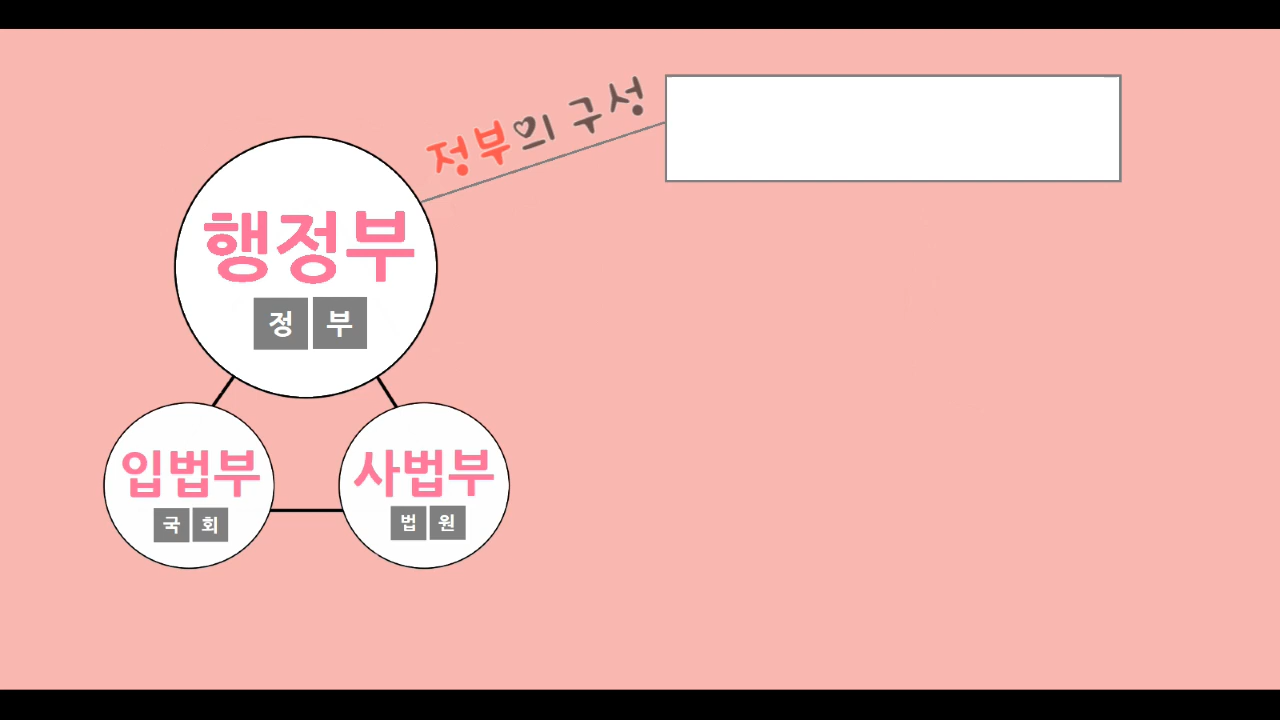 정부의 구성
행정부
정부
입법부
국회
사법부
법원